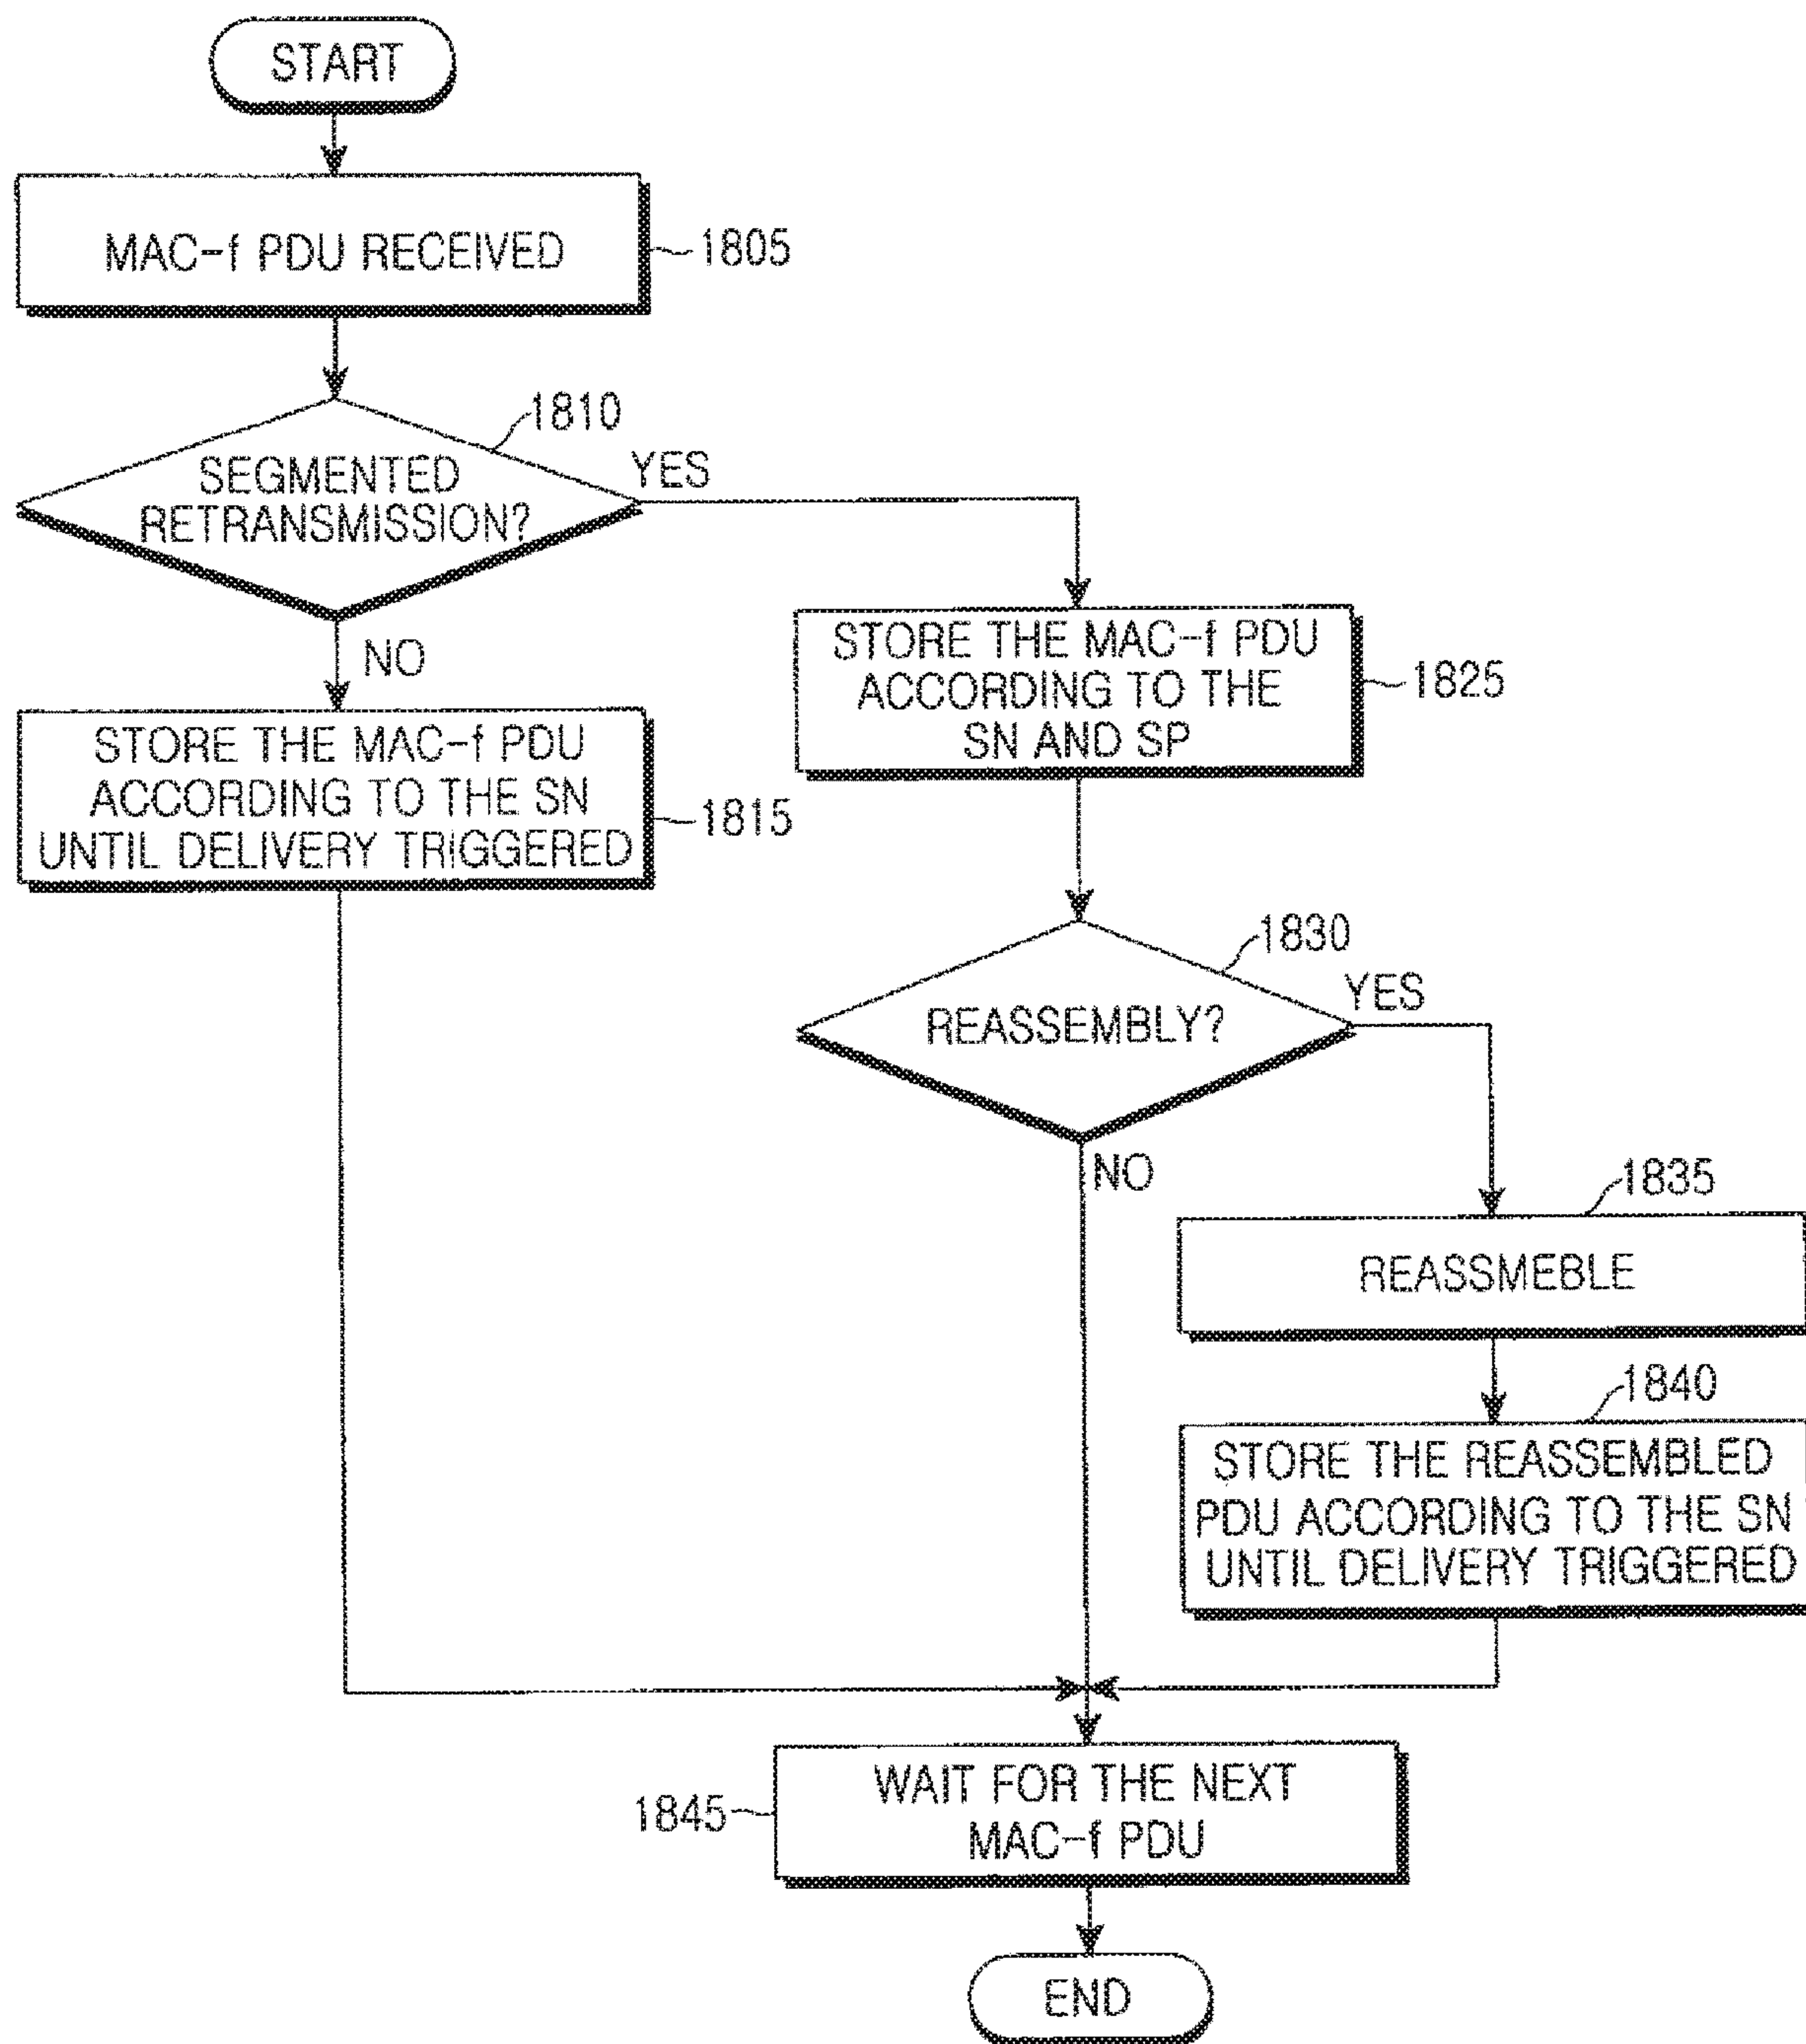 START
MAC-f PDU RECEIVED
1805
1810
SEGMENTED
RETRANSMISSION?
YES
NO
STORE THE MAC-f PDU
ACCORDING TO THE SN
UNTIL DELIVERY TRIGGERED
1815
STORE THE MAC-f PDU
ACCORDING TO THE
SN AND SP
1825
1830
REASSEMBLY?
YES
NO
1835
REASSMEBLE
1840
STORE THE REASSEMBLED
PDU ACCORDING TO THE SN
UNTIL DELIVERY TRIGGERED
WAIT FOR THE NEXT
MAC-f PDU
1845
END